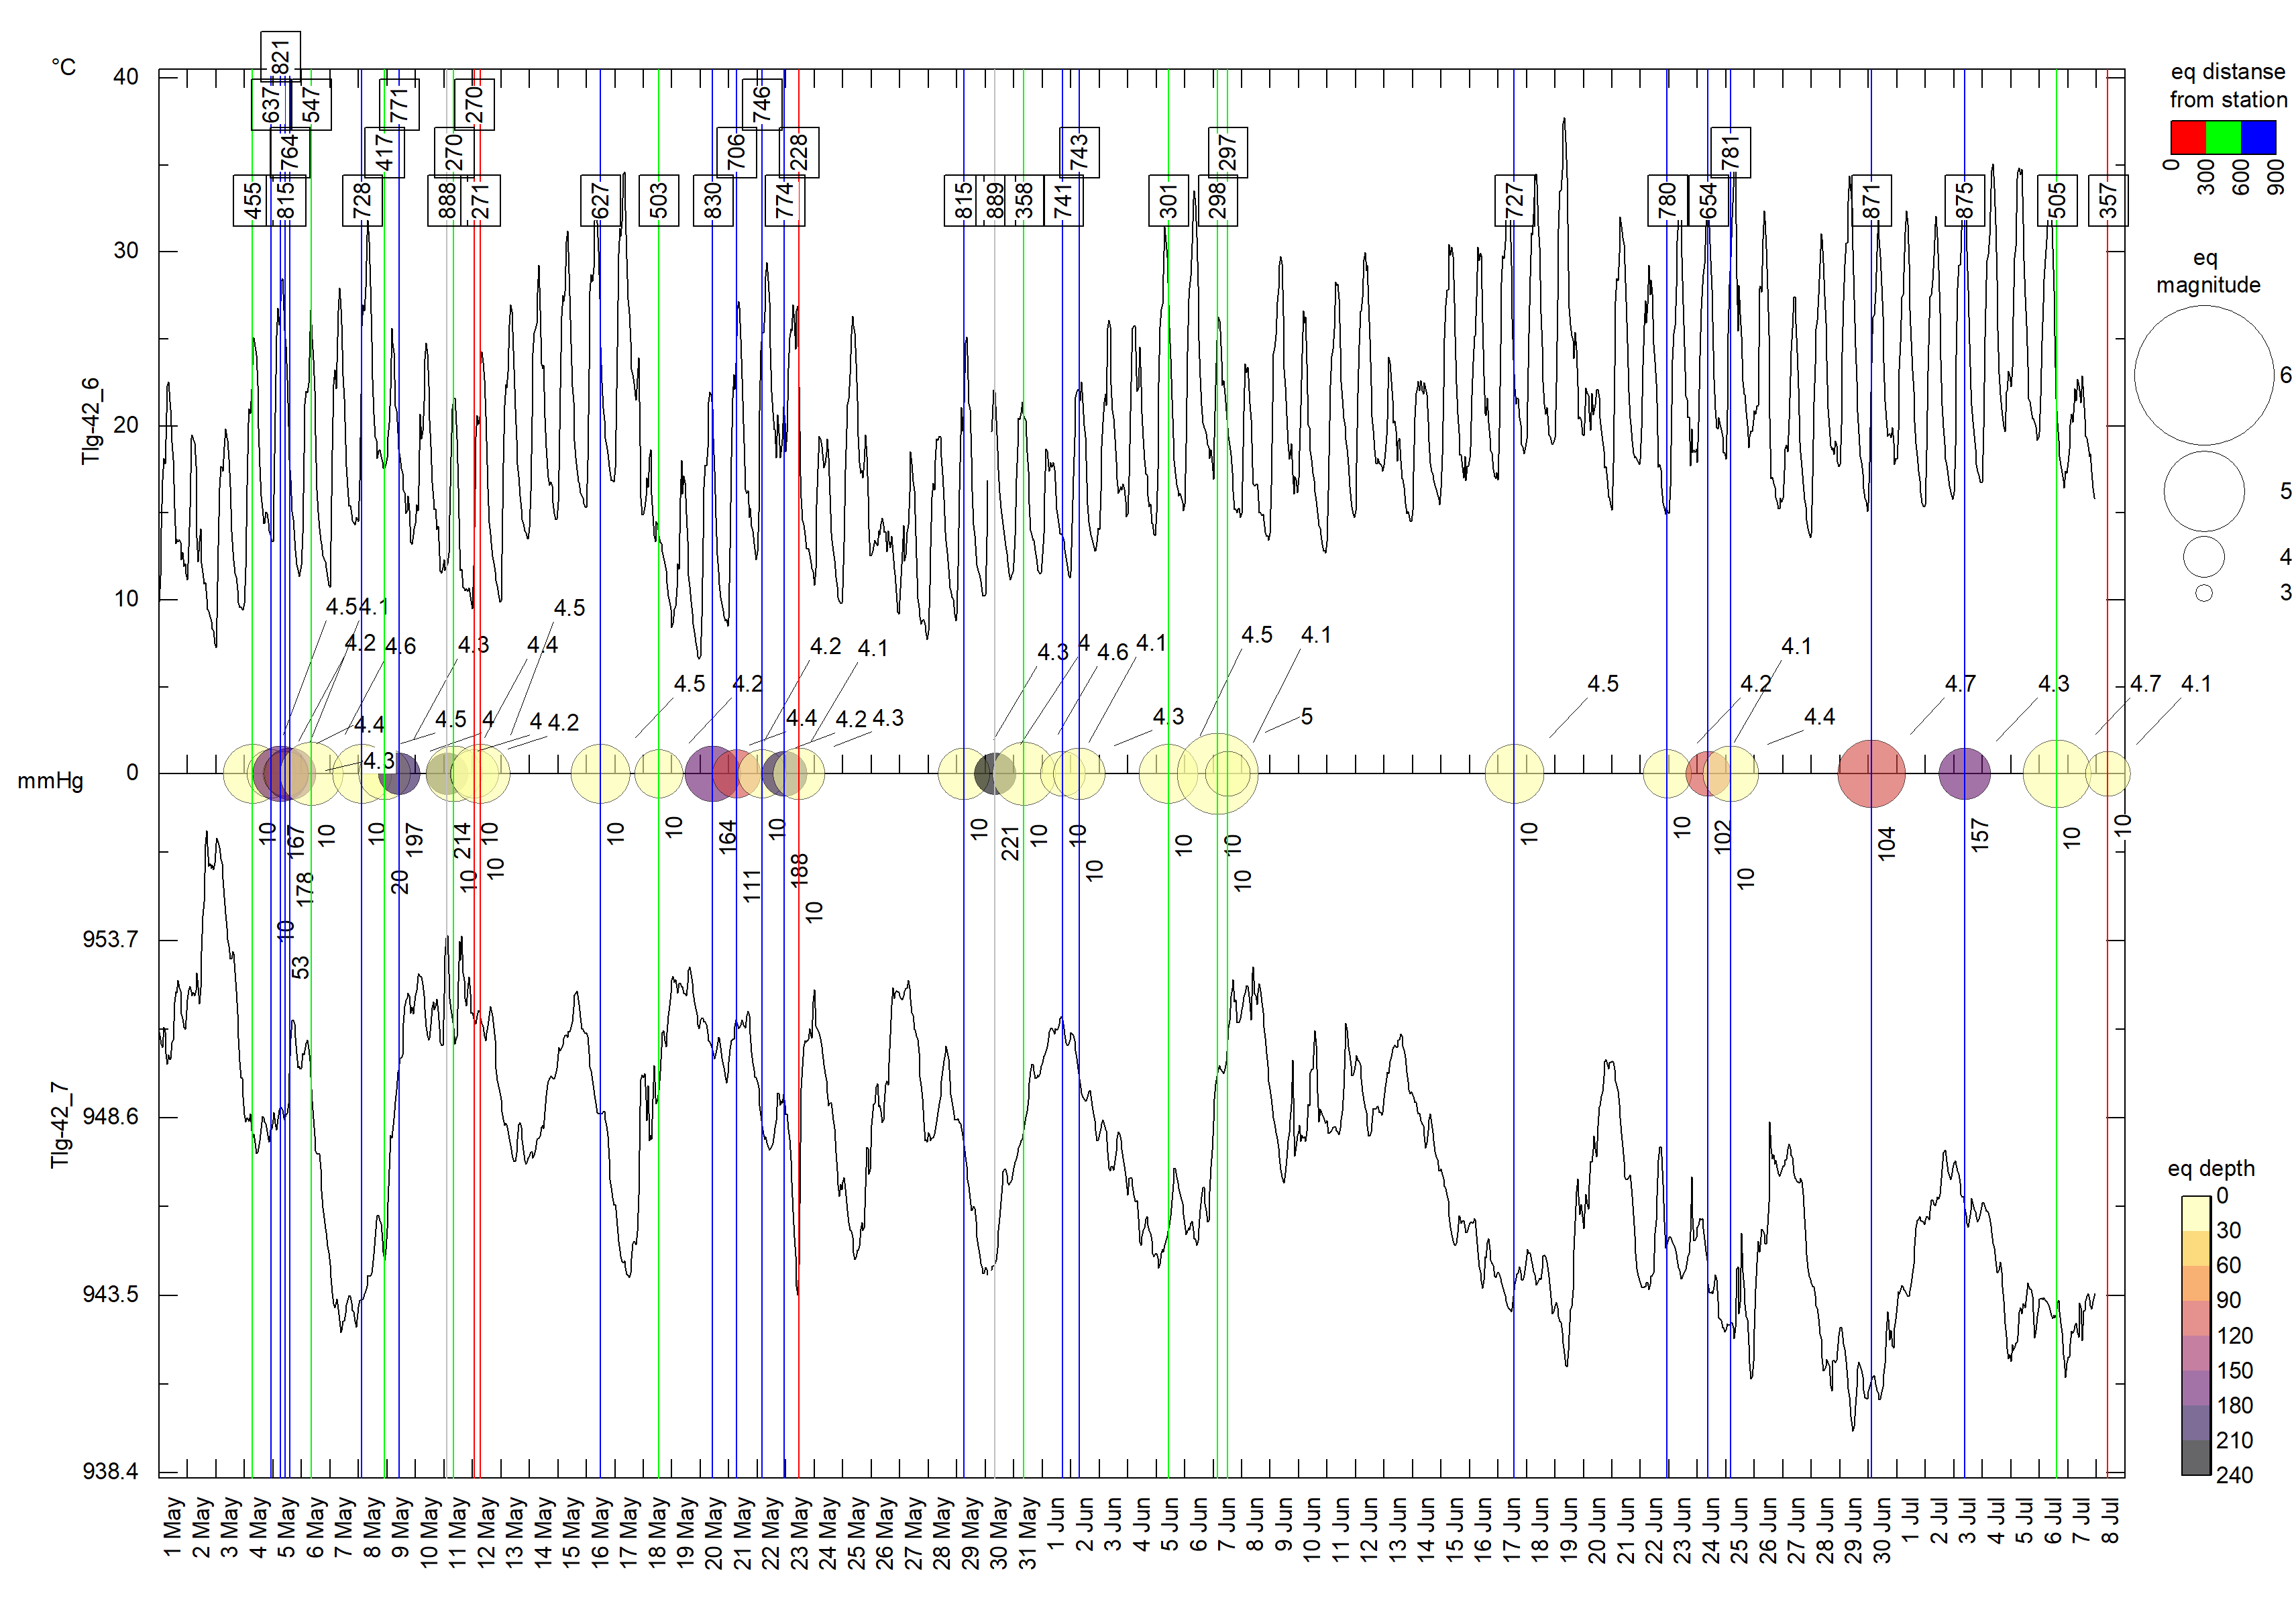 °C
40
30
20
10
0
Tlg-42_6
mmHg
953.7
948.6
943.5
938.4
Tlg-42_7
821
637
547
771
270
746
764
417
270
706
228
743
297
781
455
815
728
888
271
627
503
830
774
815
889
358
741
301
298
727
780
654
871
875
505
357
4.5
4.1
4.5
4.2
4.6
4.3
4.4
4.2
4.1
4.3
4
4.6
4.1
4.5
4.1
4.1
4.5
4.2
4.5
4.2
4.7
4.3
4.7
4.1
4.4
4.5
4
4
4.2
4.4
4.2
4.3
4.3
5
4.4
4.3
10
167
10
10
197
214
10
10
10
164
10
10
221
10
10
10
10
10
10
102
104
157
10
10
178
20
10
10
111
188
10
10
10
10
10
53
1 May
2 May
3 May
4 May
5 May
6 May
7 May
8 May
9 May
10 May
11 May
12 May
13 May
14 May
15 May
16 May
17 May
18 May
19 May
20 May
21 May
22 May
23 May
24 May
25 May
26 May
27 May
28 May
29 May
30 May
31 May
1 Jun
2 Jun
3 Jun
4 Jun
5 Jun
6 Jun
7 Jun
8 Jun
9 Jun
10 Jun
11 Jun
12 Jun
13 Jun
14 Jun
15 Jun
16 Jun
17 Jun
18 Jun
19 Jun
20 Jun
21 Jun
22 Jun
23 Jun
24 Jun
25 Jun
26 Jun
27 Jun
28 Jun
29 Jun
30 Jun
1 Jul
2 Jul
3 Jul
4 Jul
5 Jul
6 Jul
7 Jul
8 Jul
eq distanse
from station
0
300
600
900
eq
magnitude
6
5
4
3
eq depth
0
30
60
90
120
150
180
210
240